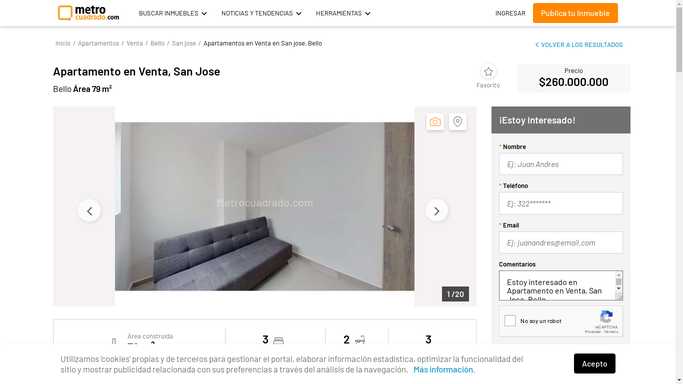 metro
cuadrado.com
BUSCAR INMUEBLES
NOTICIAS Y TENDENCIAS
HERRAMIENTAS
INGRESAR
Publica tu Inmueble
Inicio / Apartamentos / Venta / Bello / San jose / Apartamentos en Venta en San jose, Bello
VOLVER A LOS RESULTADOS
Apartamento en Venta, San Jose
Bello Área 79 m²
Favorito
Precio
$260.000.000
Metrocuadrado.com
1 / 20
¡Estoy Interesado!
* Nombre
Ej: Juan Andres
* Teléfono
Ej: 322*******
* Email
Ej: juanandres@email.com
Comentarios
Estoy interesado en
Apartamento en Venta, San
Jose, Bello
No soy un robot
reCAPTCHA
Privacidad - Términos
Área construida
3
2
3
Utilizamos 'cookies' propias y de terceros para gestionar el portal, elaborar información estadística, optimizar la funcionalidad del
sitio y mostrar publicidad relacionada con sus preferencias a través del análisis de la navegación. Más información.
Acepto